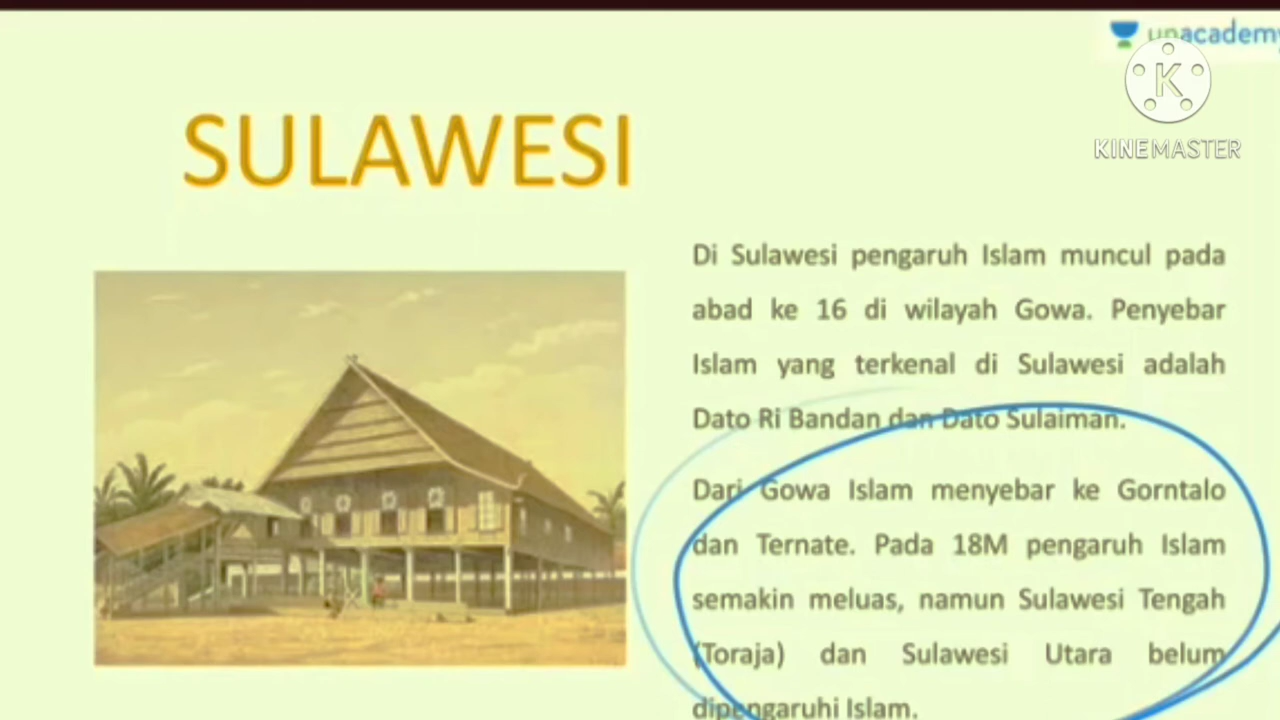 unacademy
KINEMASTER
SULAWESI
Di Sulawesi pengaruh Islam muncul pada
abad ke 16 di wilayah Gowa. Penyebar
Islam yang terkenal di Sulawesi adalah
Dato Ri Bandan dan Dato Sulaiman.
Dari Gowa Islam menyebar ke Gorntalo
dan Ternate. Pada 18M pengaruh Islam
semakin meluas, namun Sulawesi Tengah
(Toraja) dan Sulawesi Utara belum
dipengaruhi Islam.